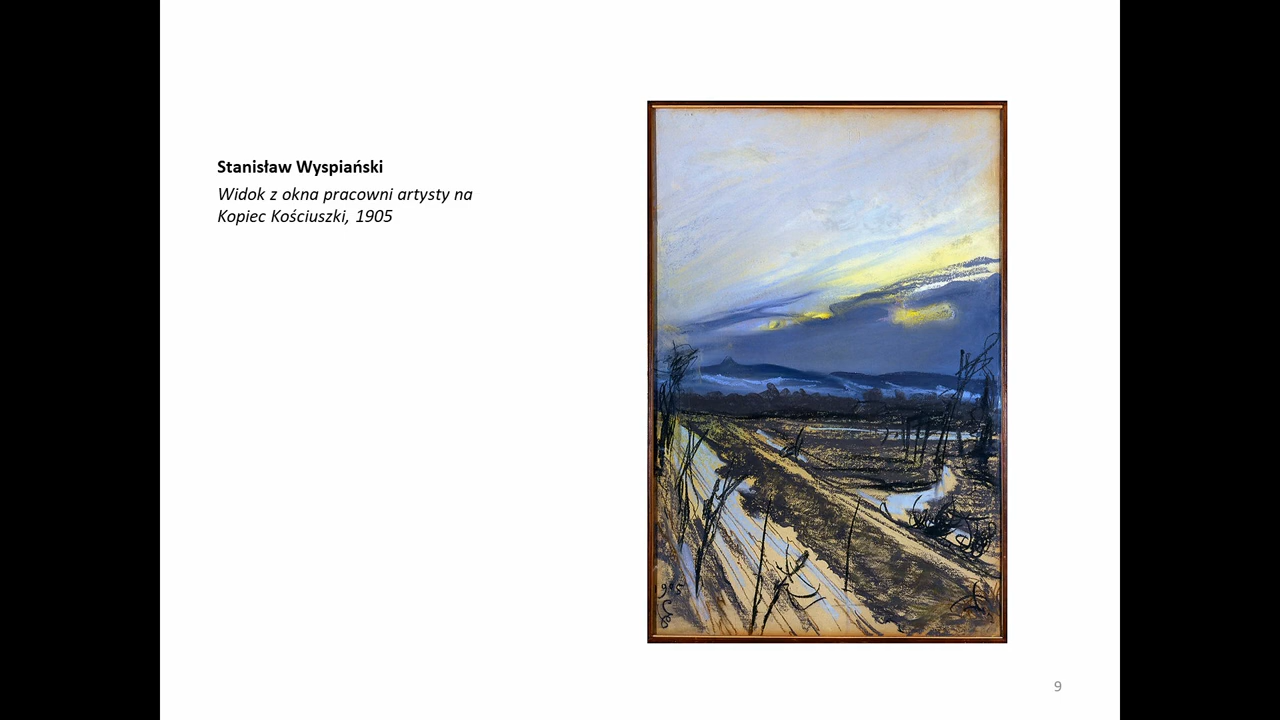 Stanisław Wyspiański
Widok z okna pracowni artysty na
Kopiec Kościuszki, 1905
9